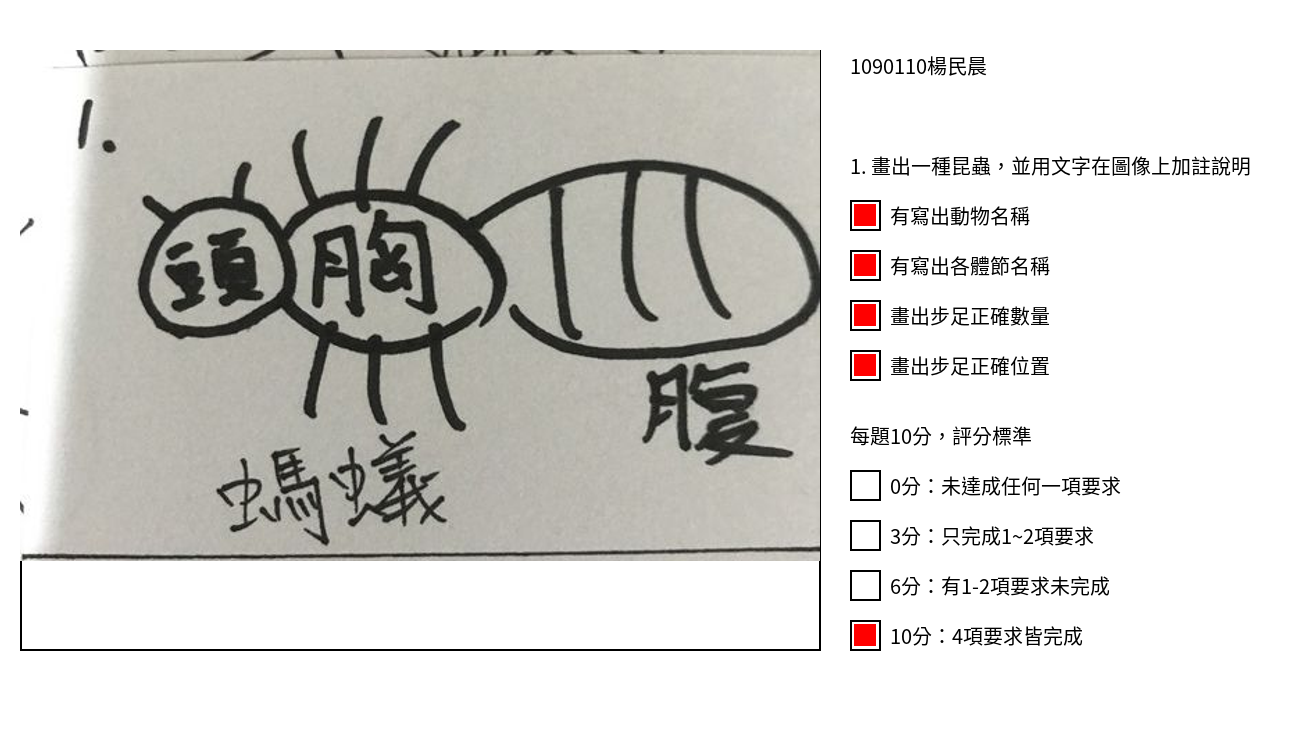 1.
頭
胸
腹
螞蟻
1090110楊民晨
1. 畫出一種昆蟲，並用文字在圖像上加註說明
有寫出動物名稱
有寫出各體節名稱
畫出步足正確數量
畫出步足正確位置
每題10分，評分標準
0分：未達成任何一項要求
3分：只完成1~2項要求
6分：有1-2項要求未完成
10分：4項要求皆完成